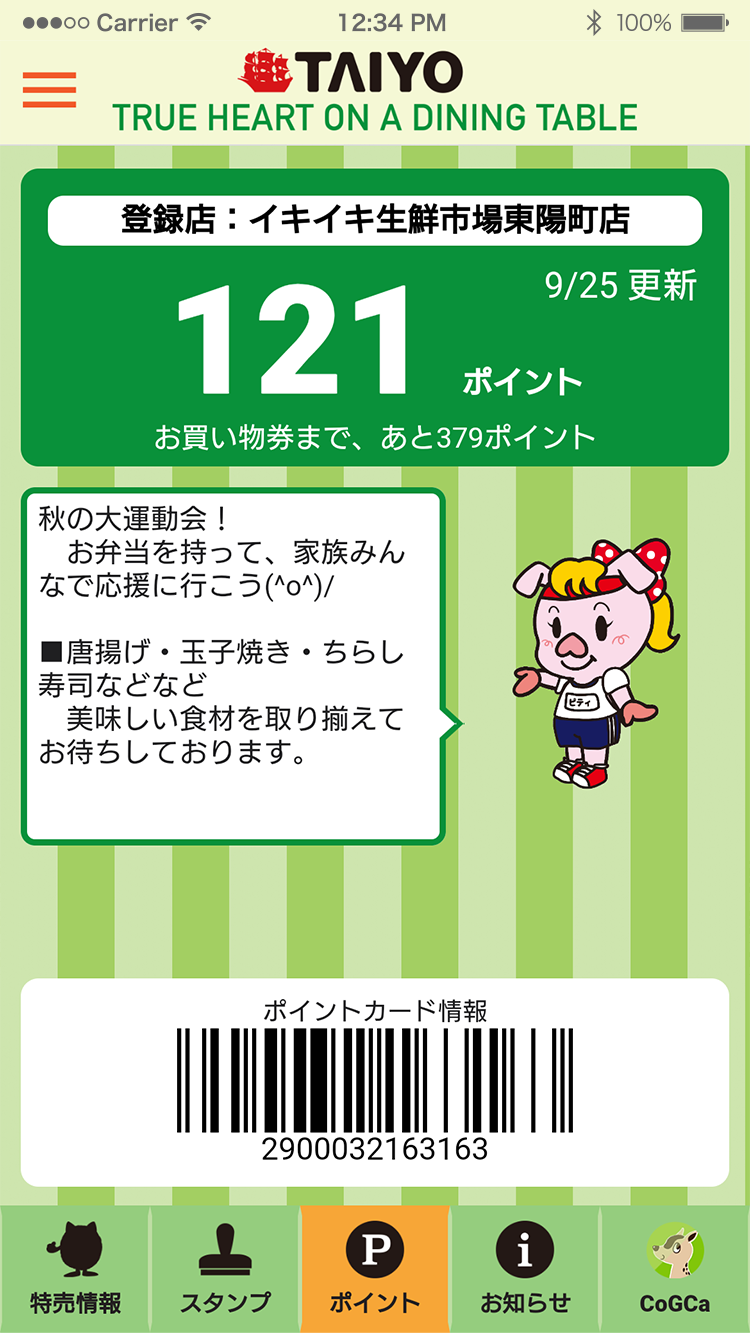 Carrier 12:34 PM 100%
TAIYO
TRUE HEART ON A DINING TABLE
登録店：イキイキ生鮮市場東陽町店
9/25 更新
121 ポイント
お買い物券まで、あと379ポイント
秋の大運動会！
　お弁当を持って、家族みん
なで応援に行こう(^o^)/
■唐揚げ・玉子焼き・ちらし
寿司などなど
　美味しい食材を取り揃えて
お待ちしております。
ピティ
ポイントカード情報
2900032163163
特売情報
スタンプ
P
ポイント
i
お知らせ
CoGCa